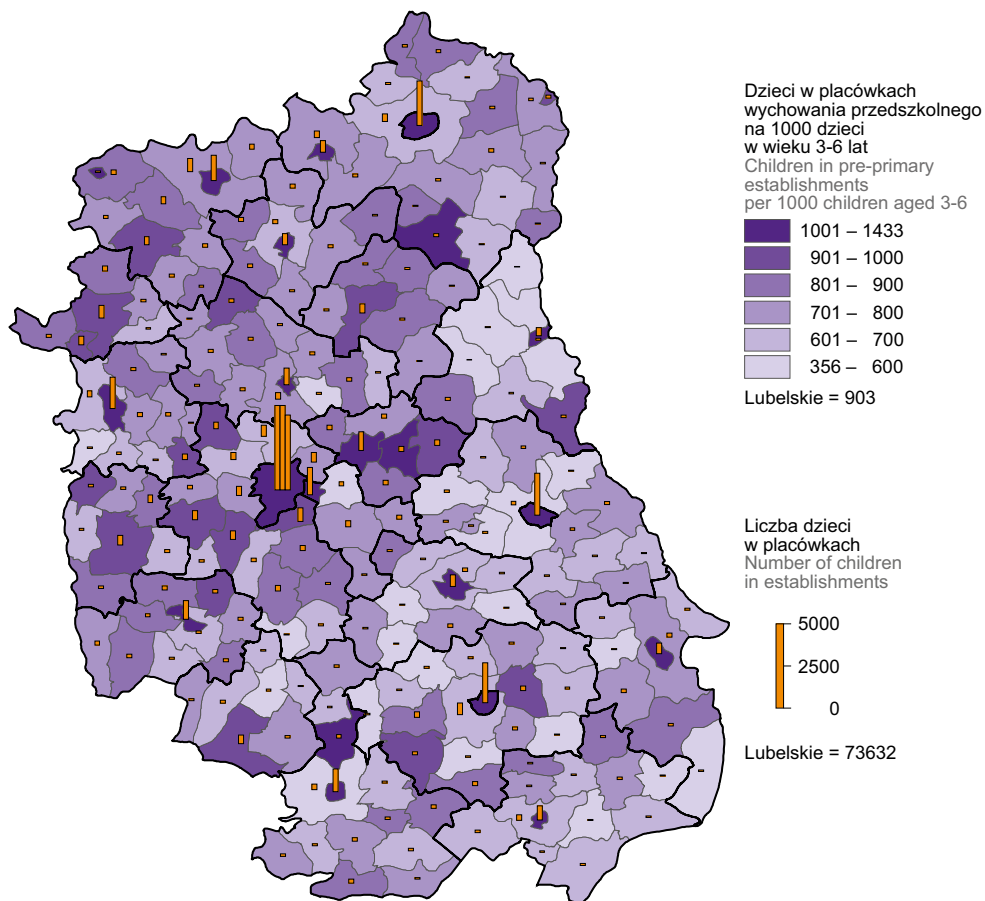 Dzieci w placówkach
wychowania przedszkolnego
na 1000 dzieci
w wieku 3-6 lat
Children in pre-primary
establishments
per 1000 children aged 3-6
1001 – 1433
901 – 1000
801 – 900
701 – 800
601 – 700
356 – 600
Lubelskie = 903
Liczba dzieci
w placówkach
Number of children
in establishments
5000
2500
0
Lubelskie = 73632